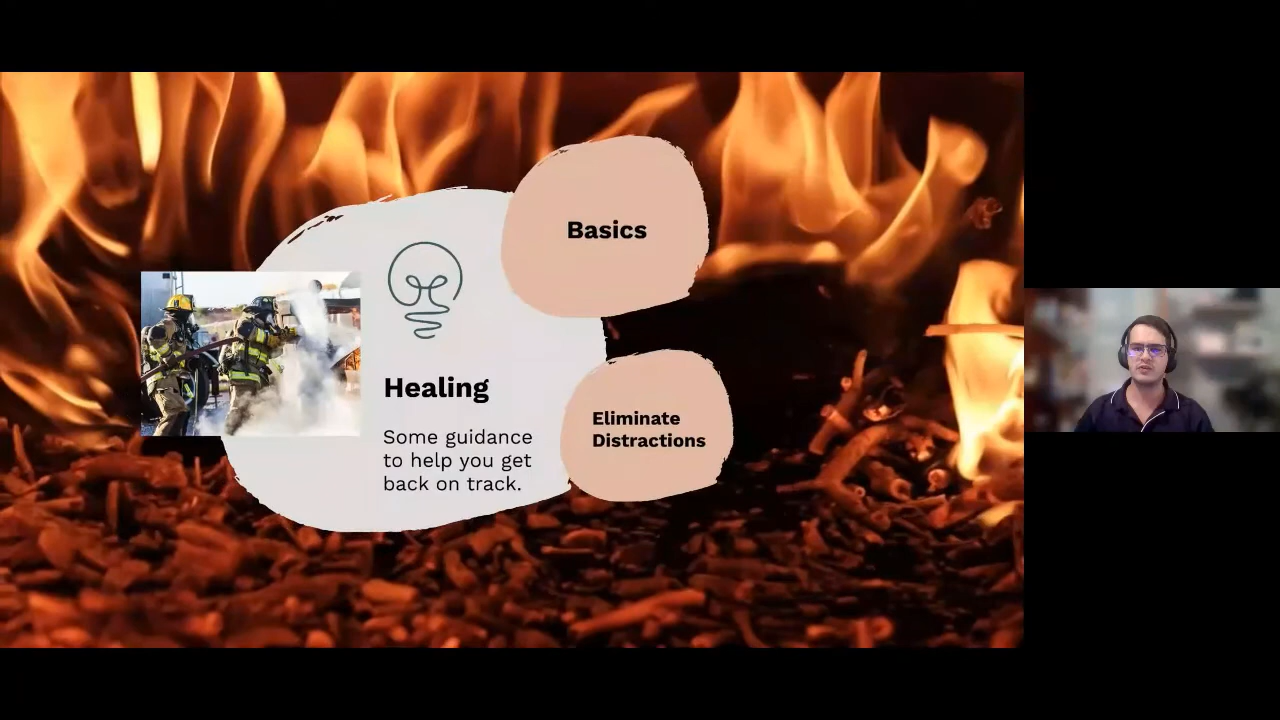 Basics
Healing
Some guidance
to help you get
back on track.
Eliminate
Distractions